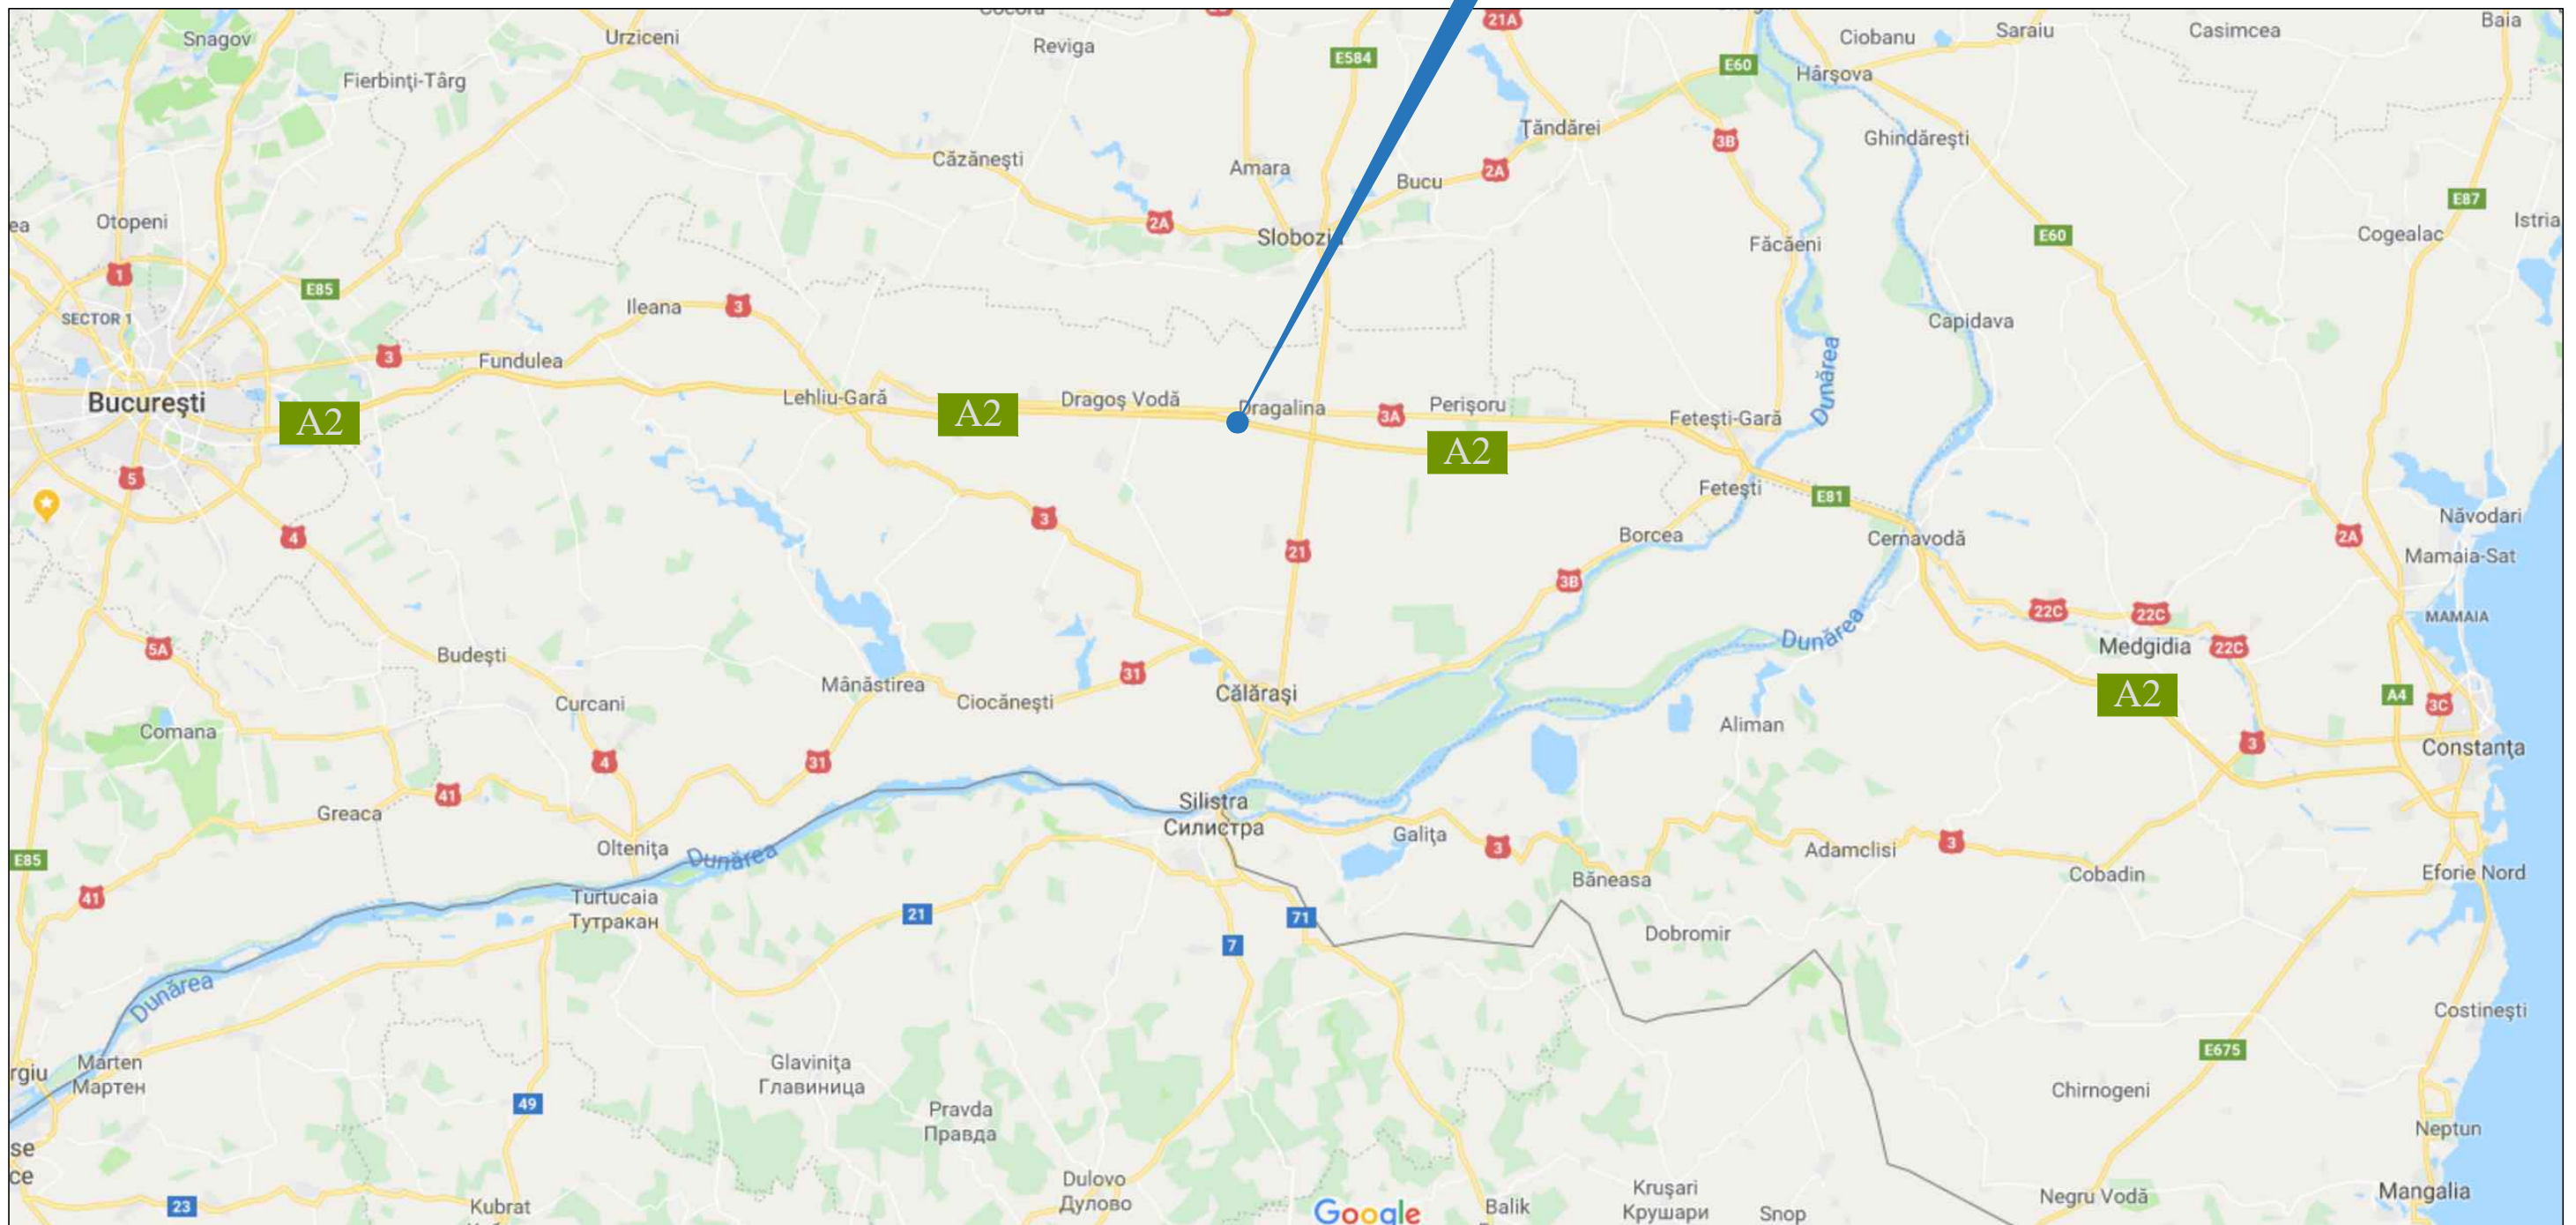 Snagov
Urziceni
Reviga
E584
21A
Ciobanu
Saraiu
Casimcea
Baia
Fierbinți-Târg
E60
Hârșova
Țăndărei
3B
Ghindărești
Căzănești
Amara
Bucu
2A
E87
ea
Otopeni
2A
Slobozia
Făcăeni
E60
Cogealac
Istria
1
E85
Ileana
3
SECTOR 1
Capidava
3
Fundulea
București
A2
Lehliu-Gară
A2
Dragoș Vodă
Dragalina
3A
Perișoru
A2
Fetești-Gară
Dunărea
5
Fetești
E81
4
3
21
Borcea
Cernavodă
2A
Năvodari
Mamaia-Sat
3B
22C
22C
MAMAIA
5A
Budești
31
Dunărea
Medgidia
22C
Mânăstirea
Ciocănești
Călărași
A2
A4
3C
Curcani
Comana
Aliman
3
Constanța
4
31
41
Greaca
Silistra
Силистра
Oltenița
Dunărea
Galița
3
Adamclisi
3
E85
Băneasa
Cobadin
Eforie Nord
41
Turtucaia
Тутракан
21
71
7
Dobromir
Dunărea
Costinești
Marten
Мартен
rgiu
Glavinița
Главиница
E675
Chirnogeni
49
Pravda
Правда
Neptun
se
ce
Dulovo
Дулово
Krușari
Крушари
23
Kubrat
Google
Balik
Snop
Negru Vodă
Mangalia